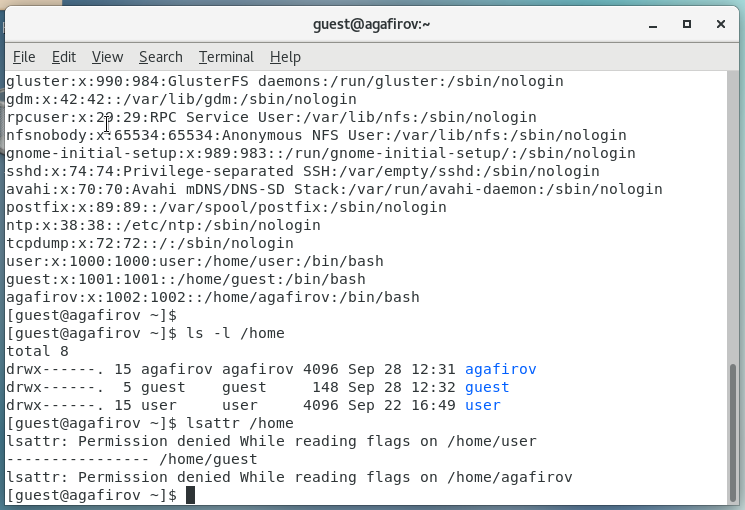 guest@agafirov:~
File Edit View Search Terminal Help
gluster:x:990:984:GlusterFS daemons:/run/gluster:/sbin/nologin
gdm:x:42:42::/var/lib/gdm:/sbin/nologin
rpcuser:x:29:29:RPC Service User:/var/lib/nfs:/sbin/nologin
nfsnobody:x:65534:65534:Anonymous NFS User:/var/lib/nfs:/sbin/nologin
gnome-initial-setup:x:989:983::/run/gnome-initial-setup/:/sbin/nologin
sshd:x:74:74:Privilege-separated SSH:/var/empty/sshd:/sbin/nologin
avahi:x:70:70:Avahi mDNS/DNS-SD Stack:/var/run/avahi-daemon:/sbin/nologin
postfix:x:89:89::/var/spool/postfix:/sbin/nologin
ntp:x:38:38::/etc/ntp:/sbin/nologin
tcpdump:x:72:72::/:/sbin/nologin
user:x:1000:1000:user:/home/user:/bin/bash
guest:x:1001:1001::/home/guest:/bin/bash
agafirov:x:1002:1002::/home/agafirov:/bin/bash
[guest@agafirov ~]$
[guest@agafirov ~]$ ls -l /home
total 8
drwx------. 15 agafirov agafirov 4096 Sep 28 12:31 agafirov
drwx------.  5 guest    guest     148 Sep 28 12:32 guest
drwx------. 15 user     user     4096 Sep 22 16:49 user
[guest@agafirov ~]$ lsattr /home
lsattr: Permission denied While reading flags on /home/user
---------------- /home/guest
lsattr: Permission denied While reading flags on /home/agafirov
[guest@agafirov ~]$